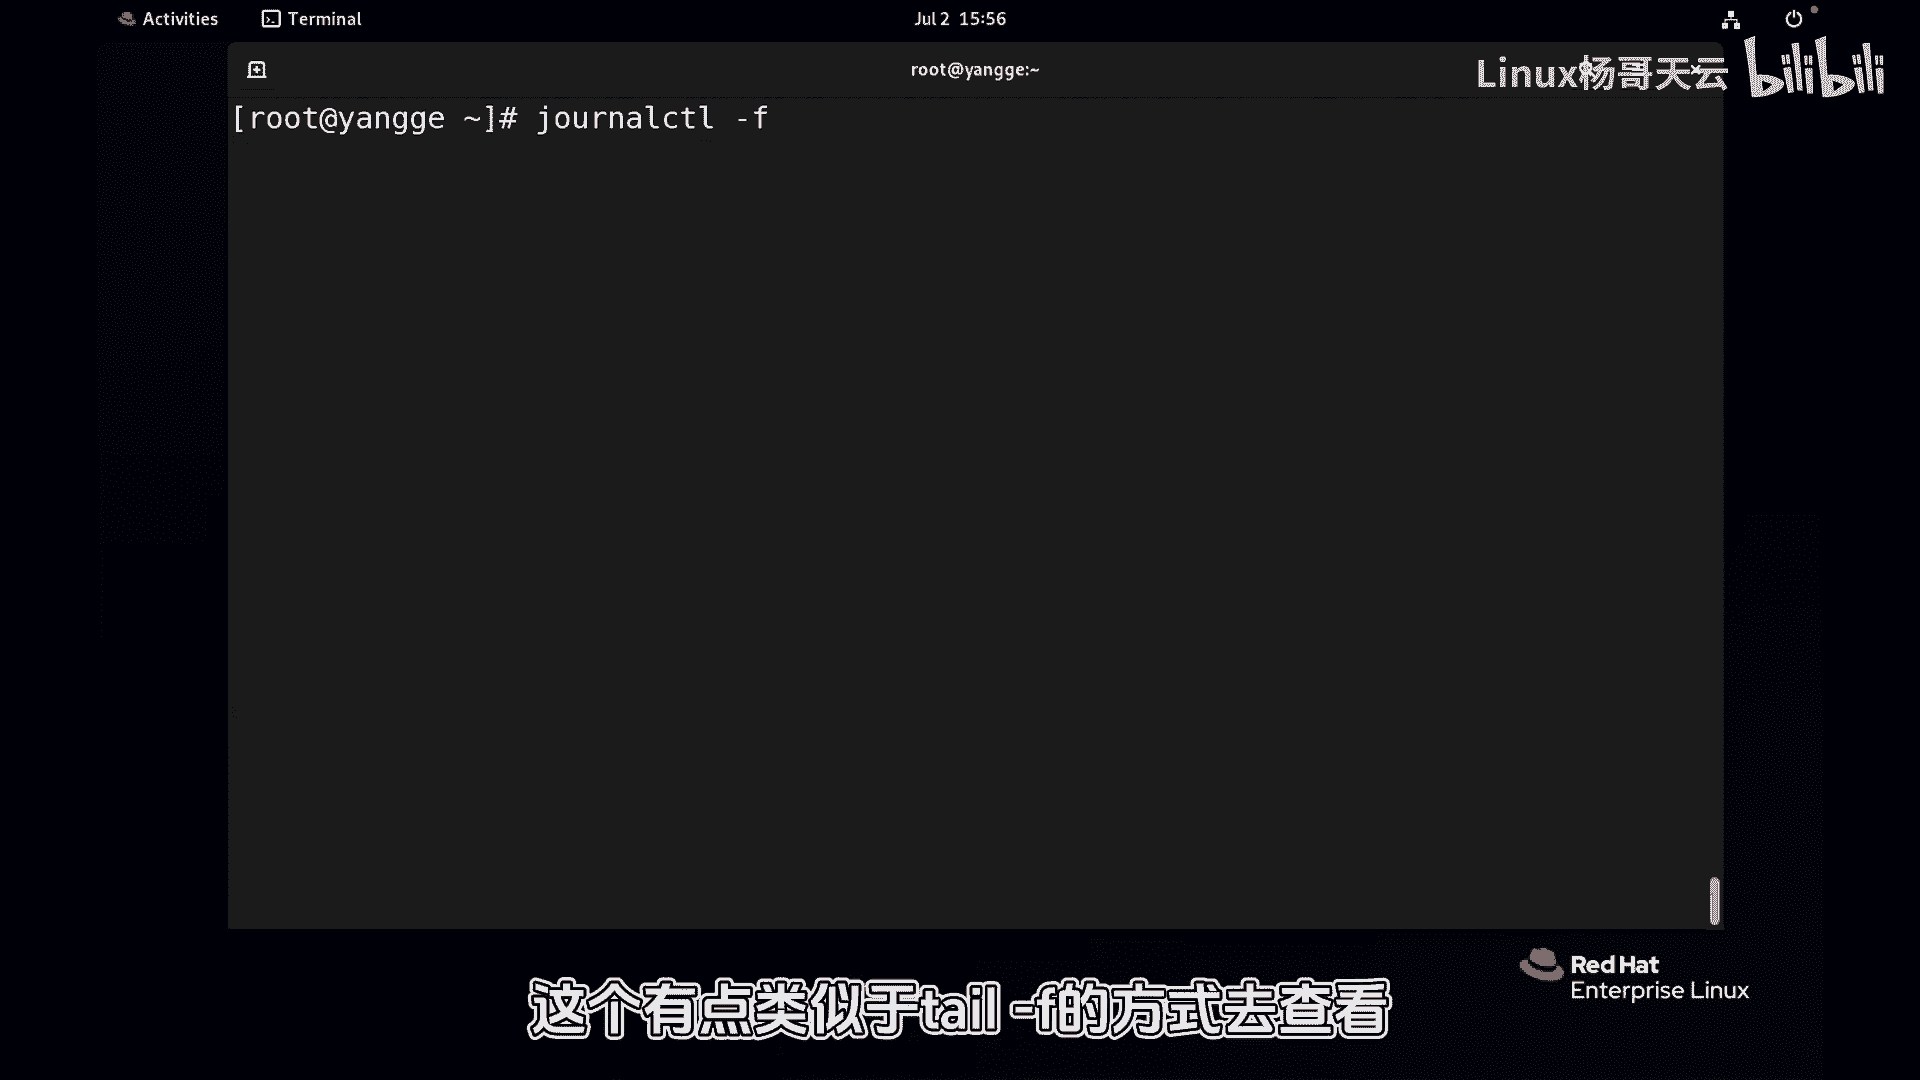 Activities Terminal Jul 2 15:56
root@yangge:~
Linux杨哥天云 bilibili
[root@yangge ~]# journalctl -f
Red Hat
Enterprise Linux
这个有点类似于tail -f的方式去查看